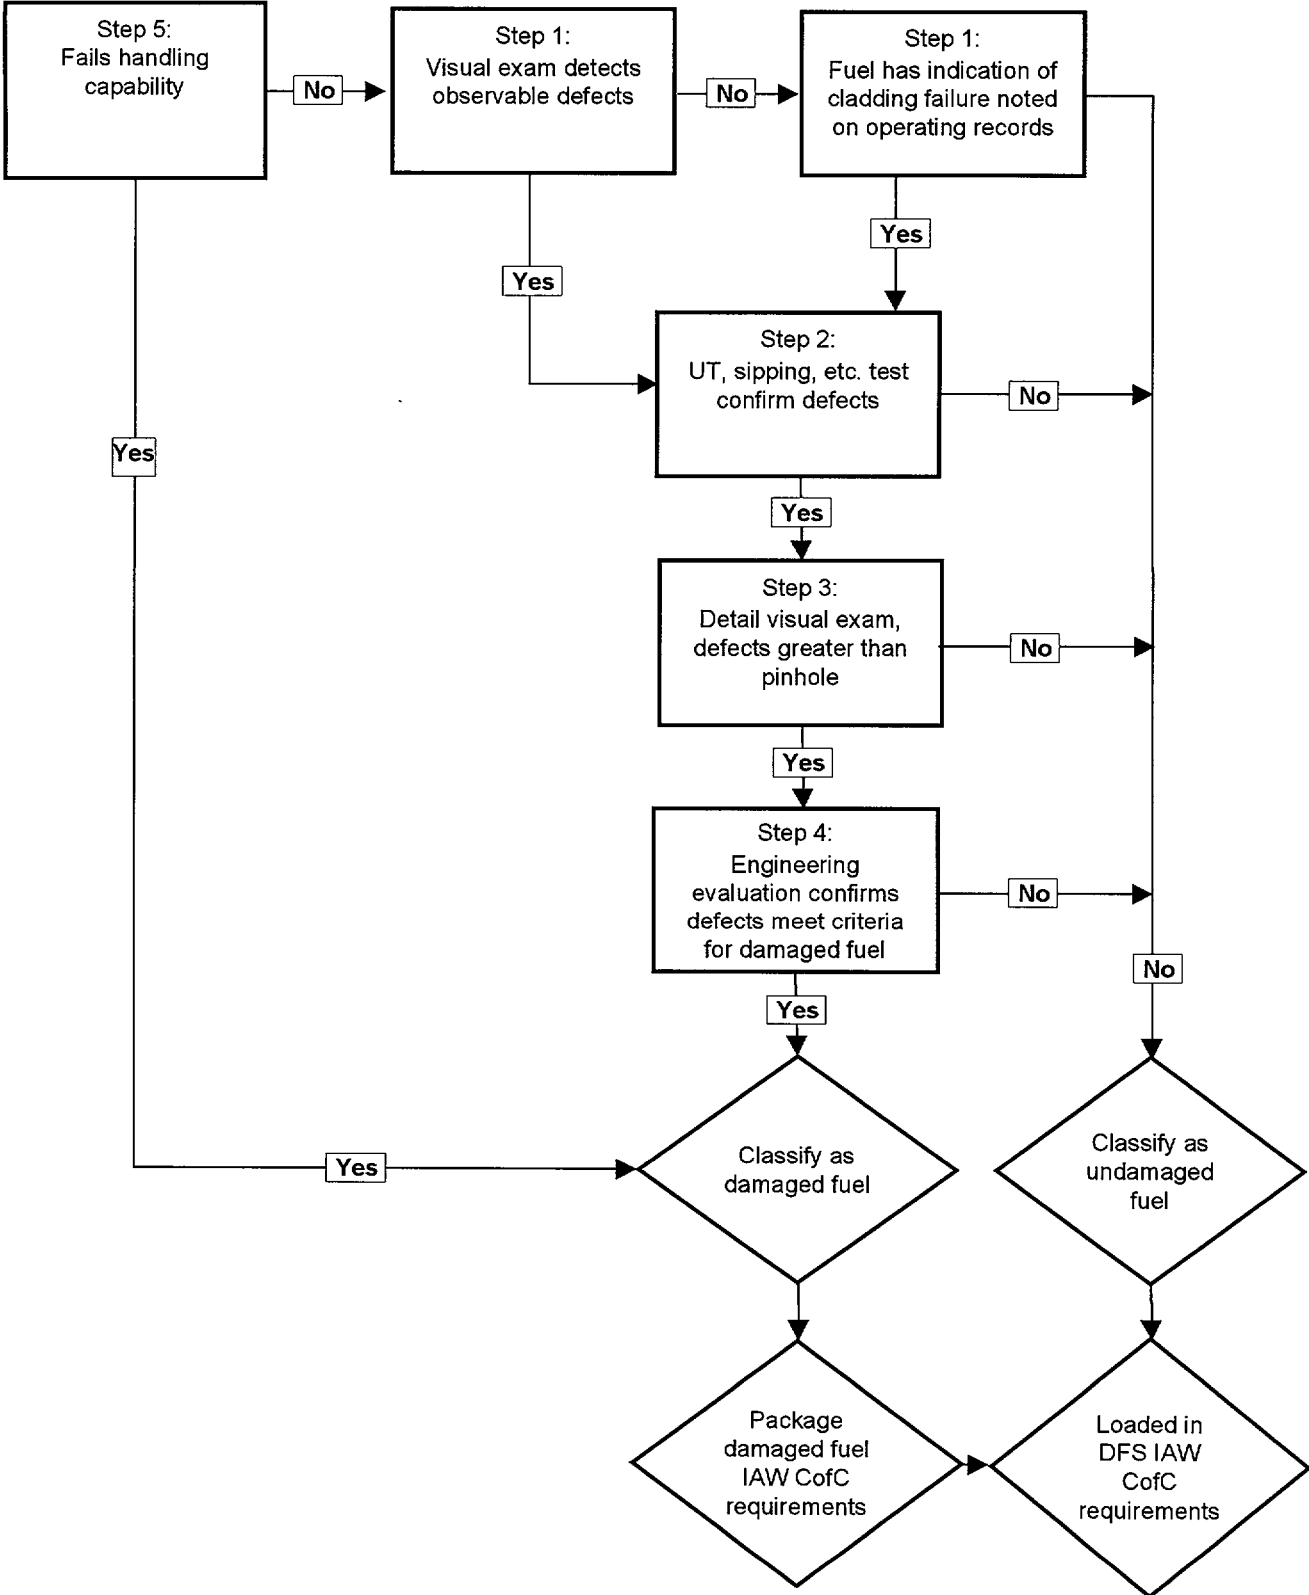 Step 5:
Fails handling
capability
No
Step 1:
Visual exam detects
observable defects
No
Step 1:
Fuel has indication of
cladding failure noted
on operating records
Yes
Yes
Step 2:
UT, sipping, etc. test
confirm defects
No
Yes
Yes
Step 3:
Detail visual exam,
defects greater than
pinhole
No
Yes
Step 4:
Engineering
evaluation confirms
defects meet criteria
for damaged fuel
No
No
Yes
Yes
Classify as
damaged fuel
Classify as
undamaged
fuel
Package
damaged fuel
IAW CofC
requirements
Loaded in
DFS IAW
CofC
requirements